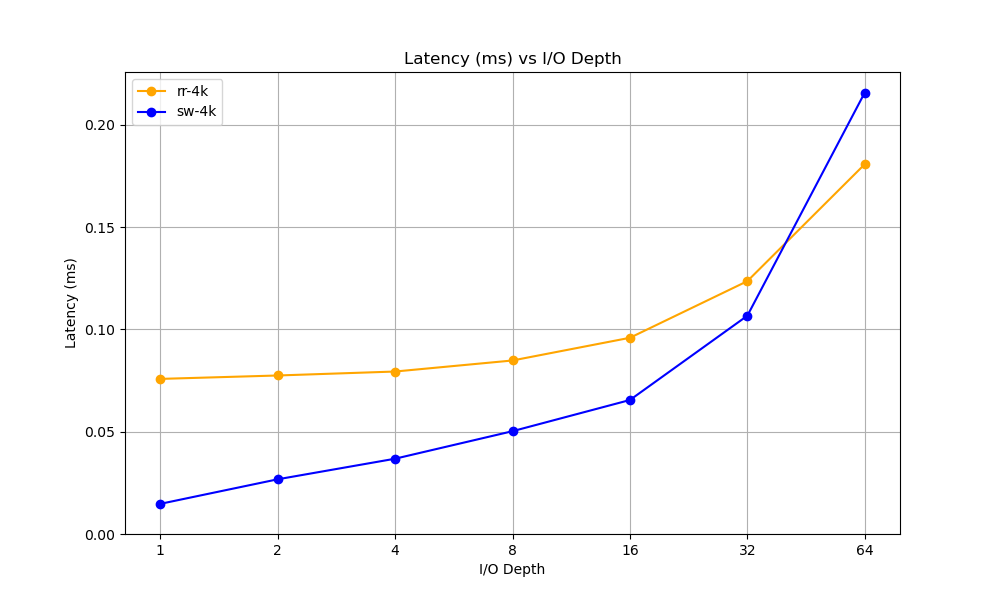 Latency (ms) vs I/O Depth
rr-4k
sw-4k
Latency (ms)
0.20
0.15
0.10
0.05
0.00
1 2 4 8 16 32 64
I/O Depth